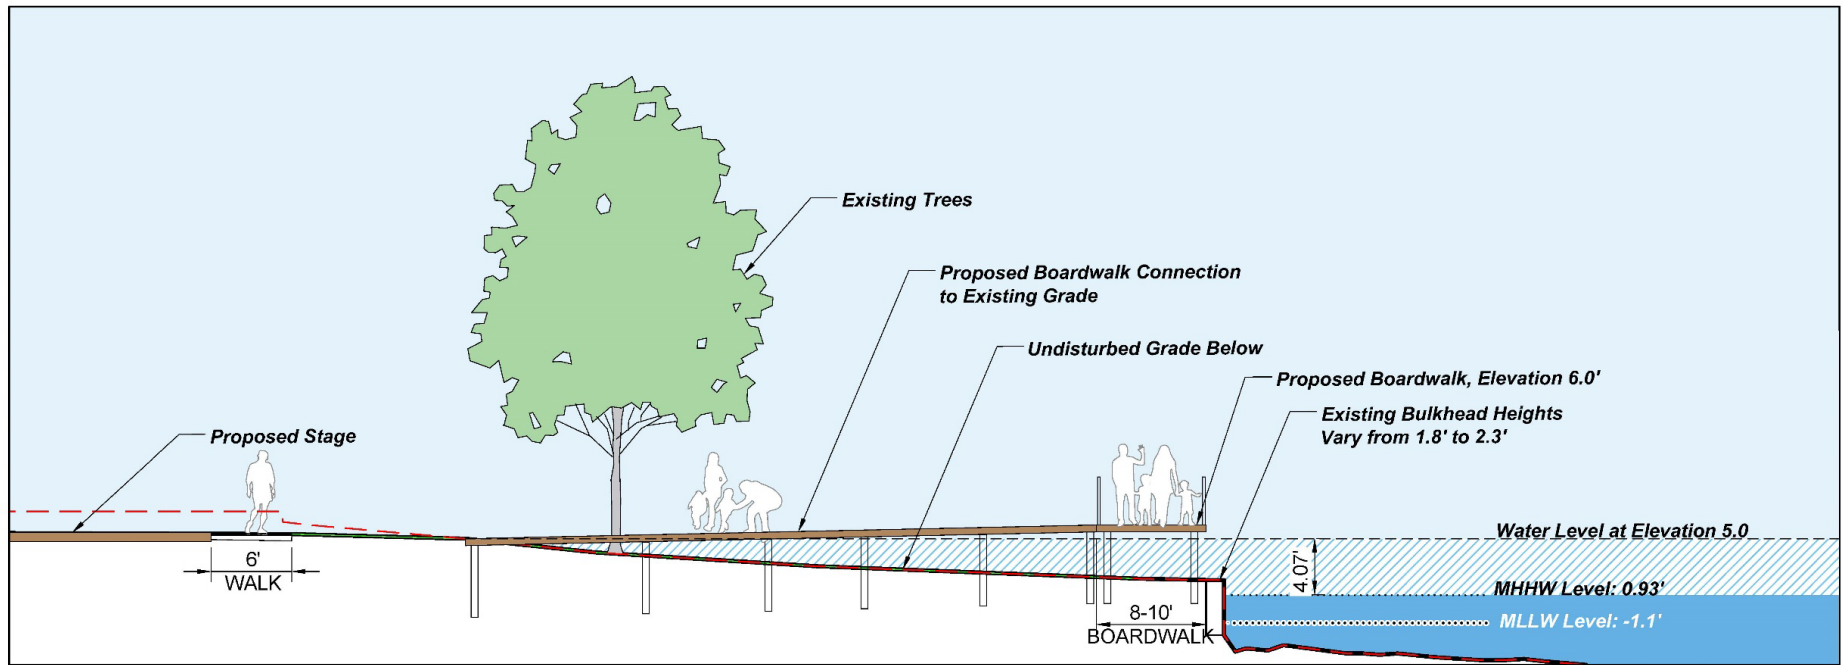 Existing Trees
Proposed Boardwalk Connection
to Existing Grade
Undisturbed Grade Below
Proposed Boardwalk, Elevation 6.0'
Existing Bulkhead Heights
Vary from 1.8' to 2.3'
Proposed Stage
Water Level at Elevation 5.0
4.07'
MHHW Level: 0.93'
MLLW Level: -1.1'
6'
WALK
8-10'
BOARDWALK